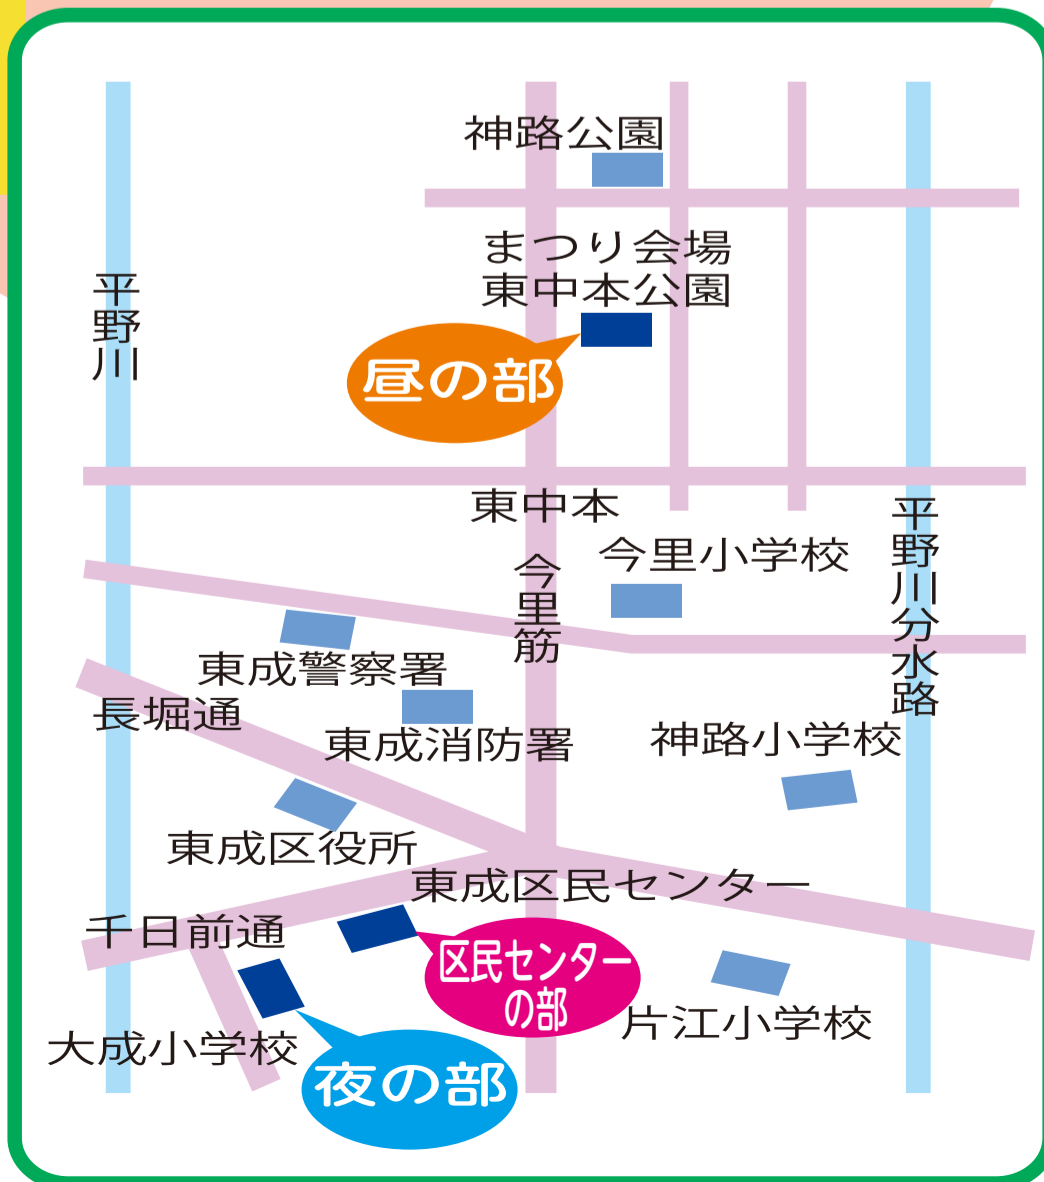 神路公園
まつり会場
東中本公園
平野川
昼の部
東中本
平野川分水路
今里小学校
今里筋
東成警察署
長堀通
東成消防署
神路小学校
東成区役所
東成区民センター
千日前通
区民センター
の部
片江小学校
大成小学校
夜の部